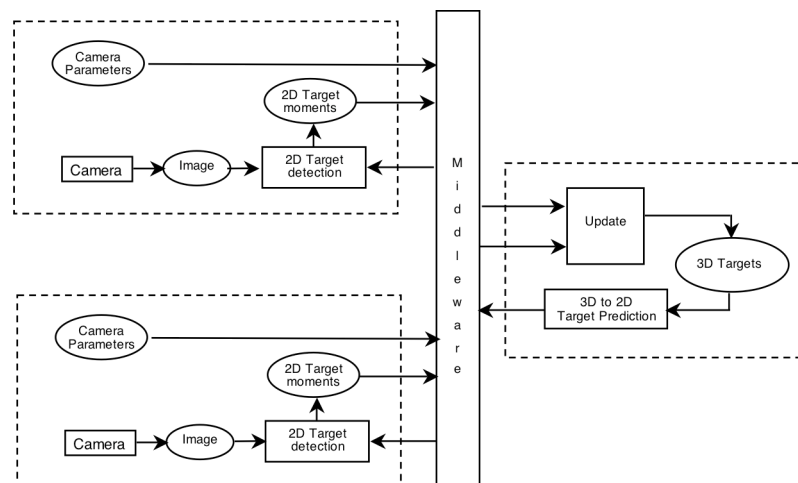 Camera
Parameters
2D Target
moments
Camera
Image
2D Target
detection
Middleware
Update
3D Targets
3D to 2D
Target Prediction
Camera
Parameters
2D Target
moments
Camera
Image
2D Target
detection